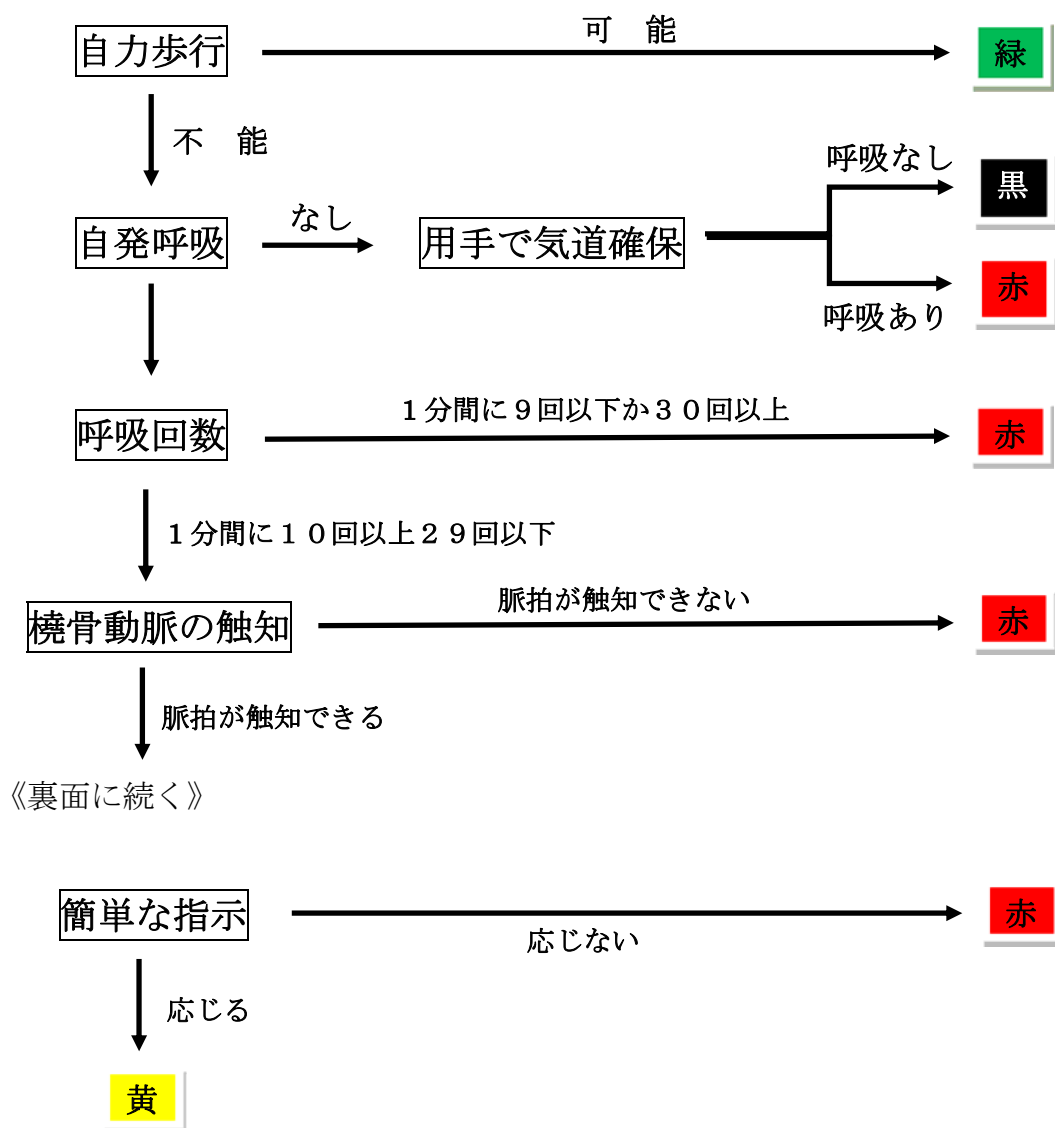 自力歩行
可　能
緑
不　能
自発呼吸
なし
用手で気道確保
呼吸なし
黒
呼吸あり
赤
呼吸回数
１分間に９回以下か３０回以上
赤
１分間に１０回以上２９回以下
橈骨動脈の触知
脈拍が触知できない
赤
脈拍が触知できる
《裏面に続く》
簡単な指示
応じない
赤
応じる
黄